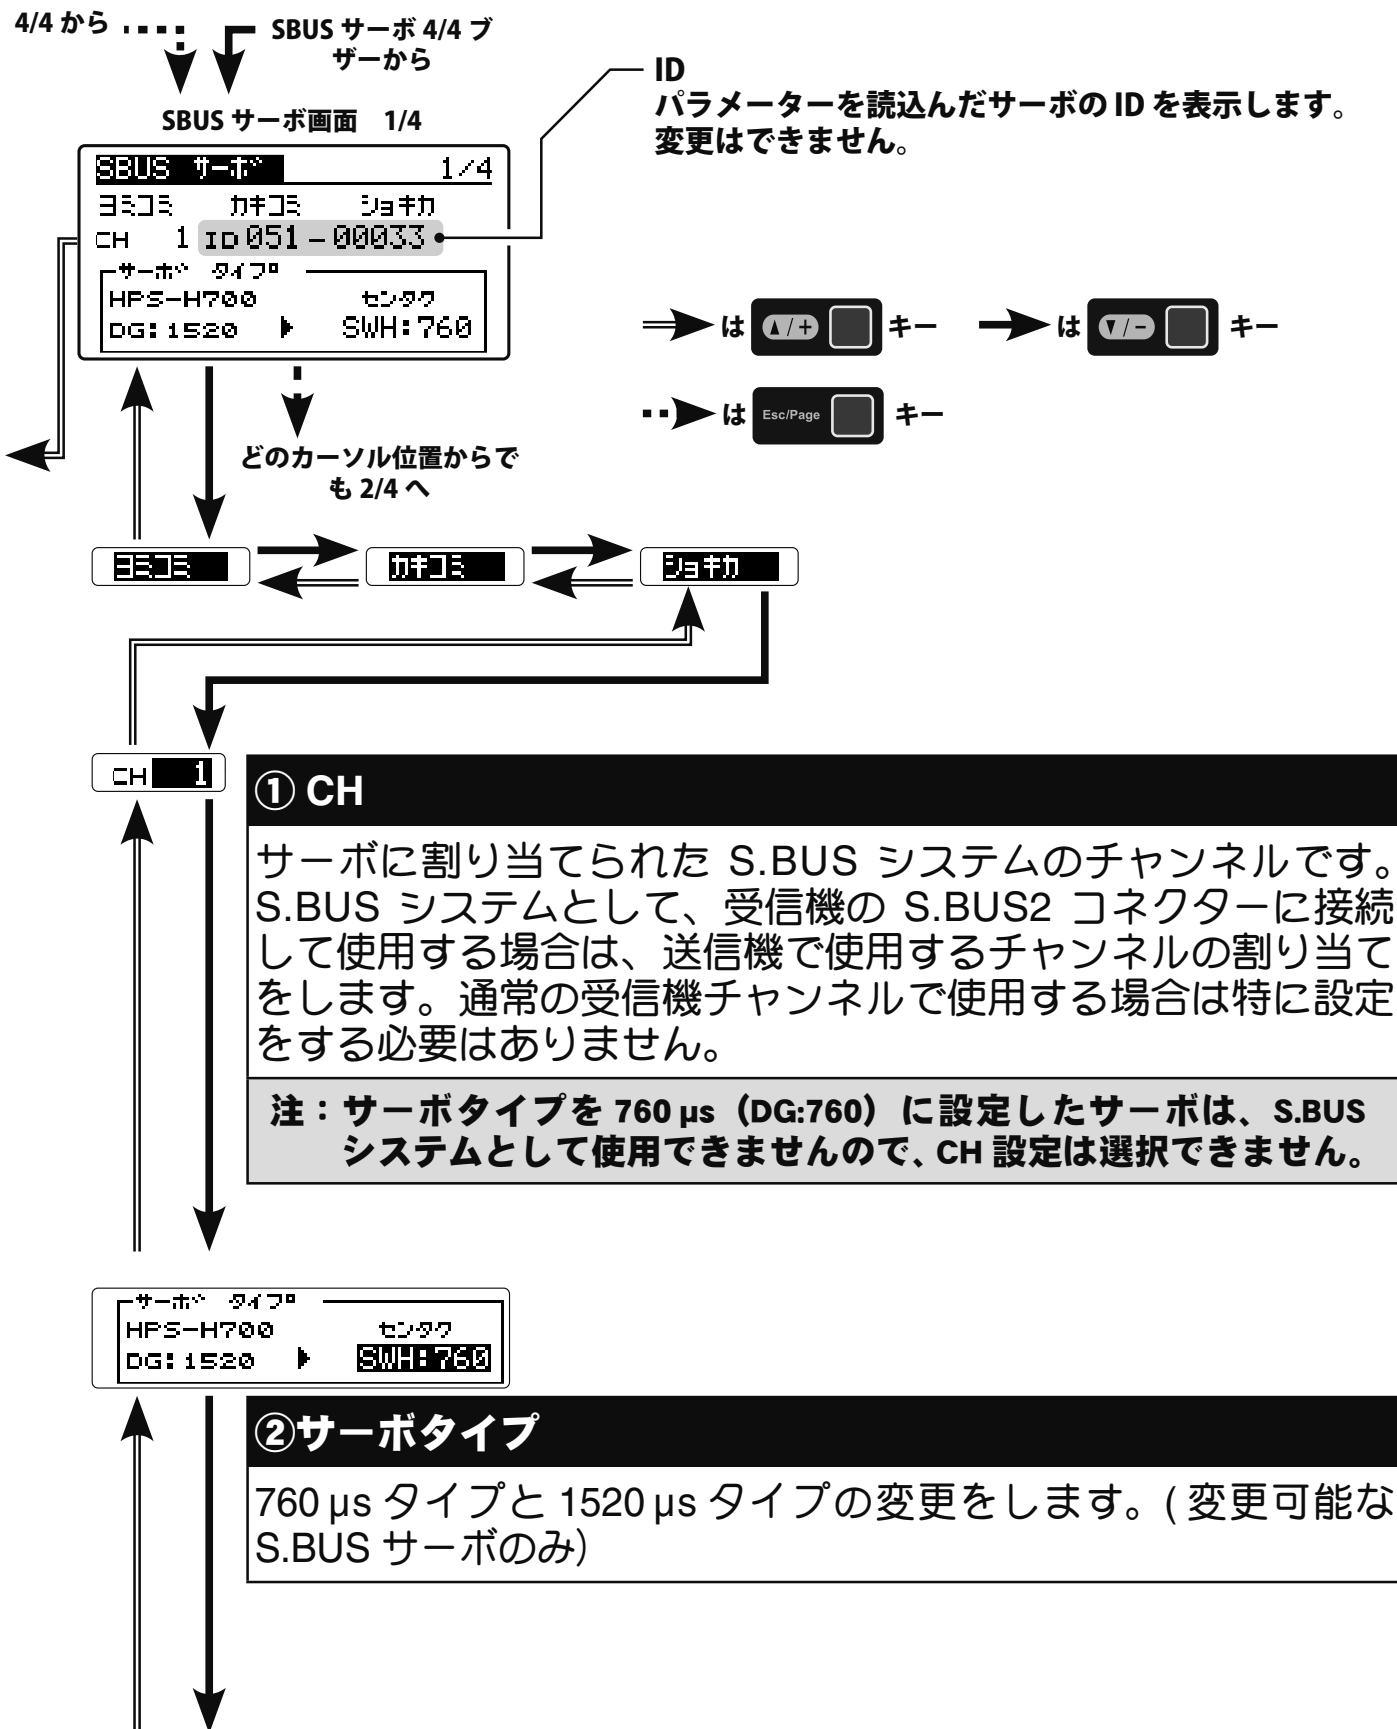 4/4 から
SBUS サーボ 4/4 ブ
ザーから
SBUS サーボ画面　1/4
ID
パラメーターを読込んだサーボの ID を表示します。
変更はできません。
SBUS サーボ 1/4
ヨミコミ カキコミ ショキカ
CH 1 ID 051-00033
サーボ タイプ
HPS-H700 センタク
DG:1520 ▶ SWH:760
は ▲/+ キー
は ▼/- キー
は Esc/Page キー
どのカーソル位置からで
も 2/4 へ
ヨミコミ カキコミ ショキカ
CH 1
① CH
サーボに割り当てられた S.BUS システムのチャンネルです。
S.BUS システムとして、受信機の S.BUS2 コネクターに接続
して使用する場合は、送信機で使用するチャンネルの割り当て
をします。通常の受信機チャンネルで使用する場合は特に設定
をする必要はありません。
注：サーボタイプを 760 µs（DG:760）に設定したサーボは、S.BUS
システムとして使用できませんので、CH 設定は選択できません。
サーボ タイプ
HPS-H700 センタク
DG:1520 ▶ SWH:760
②サーボタイプ
760 µs タイプと 1520 µs タイプの変更をします。( 変更可能な
S.BUS サーボのみ）